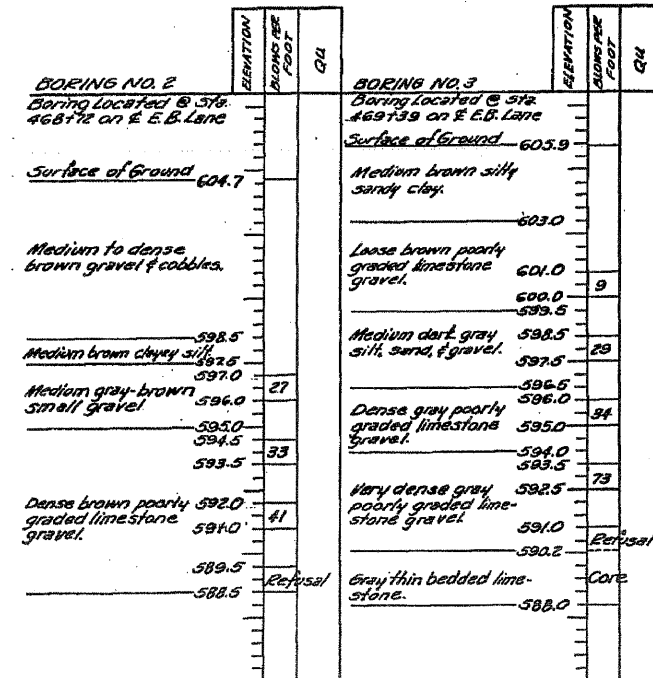 ELEVATION
BLOWS PER FOOT
QU
BORING NO. 2
Boring Located @ Sta.
468+72 on ⅊ E.B. Lane
Surface of Ground 604.7
Medium to dense
brown gravel & cobbles.
598.5
Medium brown clayey silt.
597.5
597.0
27
Medium gray-brown
small gravel
596.0
595.0
594.5
33
593.5
Dense brown poorly
graded limestone
gravel.
592.0
41
591.0
589.5
Refusal
588.5
ELEVATION
BLOWS PER FOOT
QU
BORING NO. 3
Boring Located @ Sta.
469+39 on ⅊ E.B. Lane
Surface of Ground 605.9
Medium brown silty
sandy clay.
603.0
Loose brown poorly
graded limestone
gravel.
601.0
9
600.0
599.5
Medium dark gray
silt, sand, & gravel.
598.5
29
597.5
596.5
596.0
Dense gray poorly
graded limestone
gravel.
34
595.0
594.0
593.5
73
Very dense gray
poorly graded lime-
stone gravel.
592.5
591.0
Refusal
590.2
Gray thin bedded lime-
stone.
Core
588.0